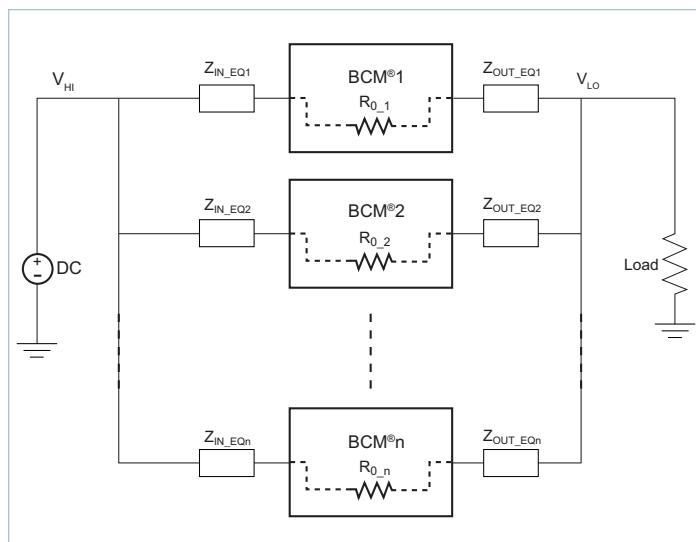 V_HI
Z_IN_EQ1
BCM®1
R_0_1
Z_OUT_EQ1
V_LO
Z_IN_EQ2
BCM®2
R_0_2
Z_OUT_EQ2
+
-
DC
Load
Z_IN_EQn
BCM®n
R_0_n
Z_OUT_EQn